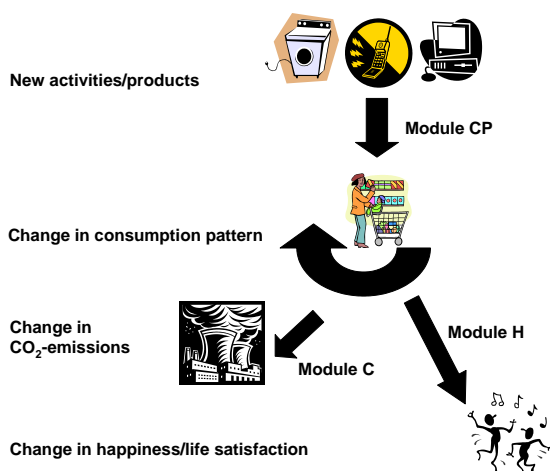 New activities/products
Module CP
Change in consumption pattern
Change in
CO₂-emissions
Module H
Module C
Change in happiness/life satisfaction